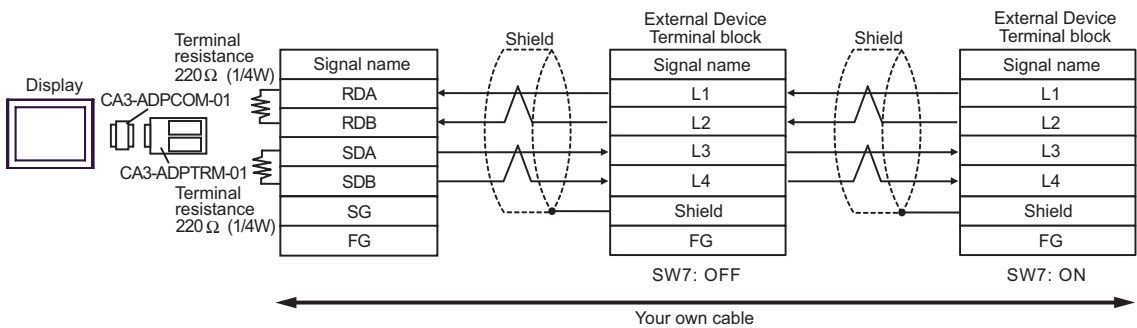 Display
CA3-ADPCOM-01
CA3-ADPTRM-01
Terminal
resistance
220Ω (1/4W)
Terminal
resistance
220Ω (1/4W)
Signal name
RDA
RDB
SDA
SDB
SG
FG
Shield
External Device
Terminal block
Signal name
L1
L2
L3
L4
Shield
FG
SW7: OFF
Shield
External Device
Terminal block
Signal name
L1
L2
L3
L4
Shield
FG
SW7: ON
Your own cable